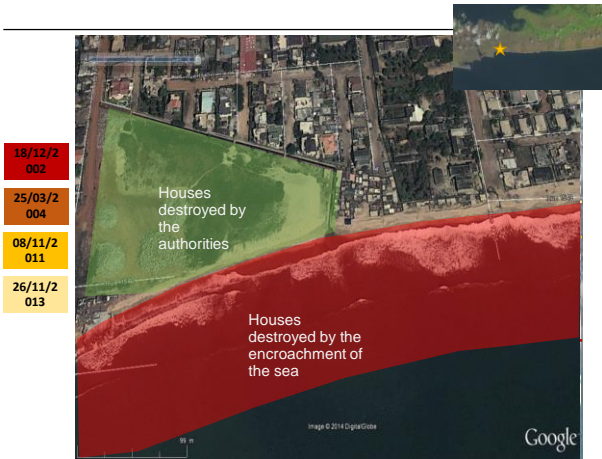 18/12/2
002
25/03/2
004
08/11/2
011
26/11/2
013
Houses
destroyed by
the
authorities
Houses
destroyed by the
encroachment of
the sea
Image © 2014 DigitalGlobe
99 m
Google